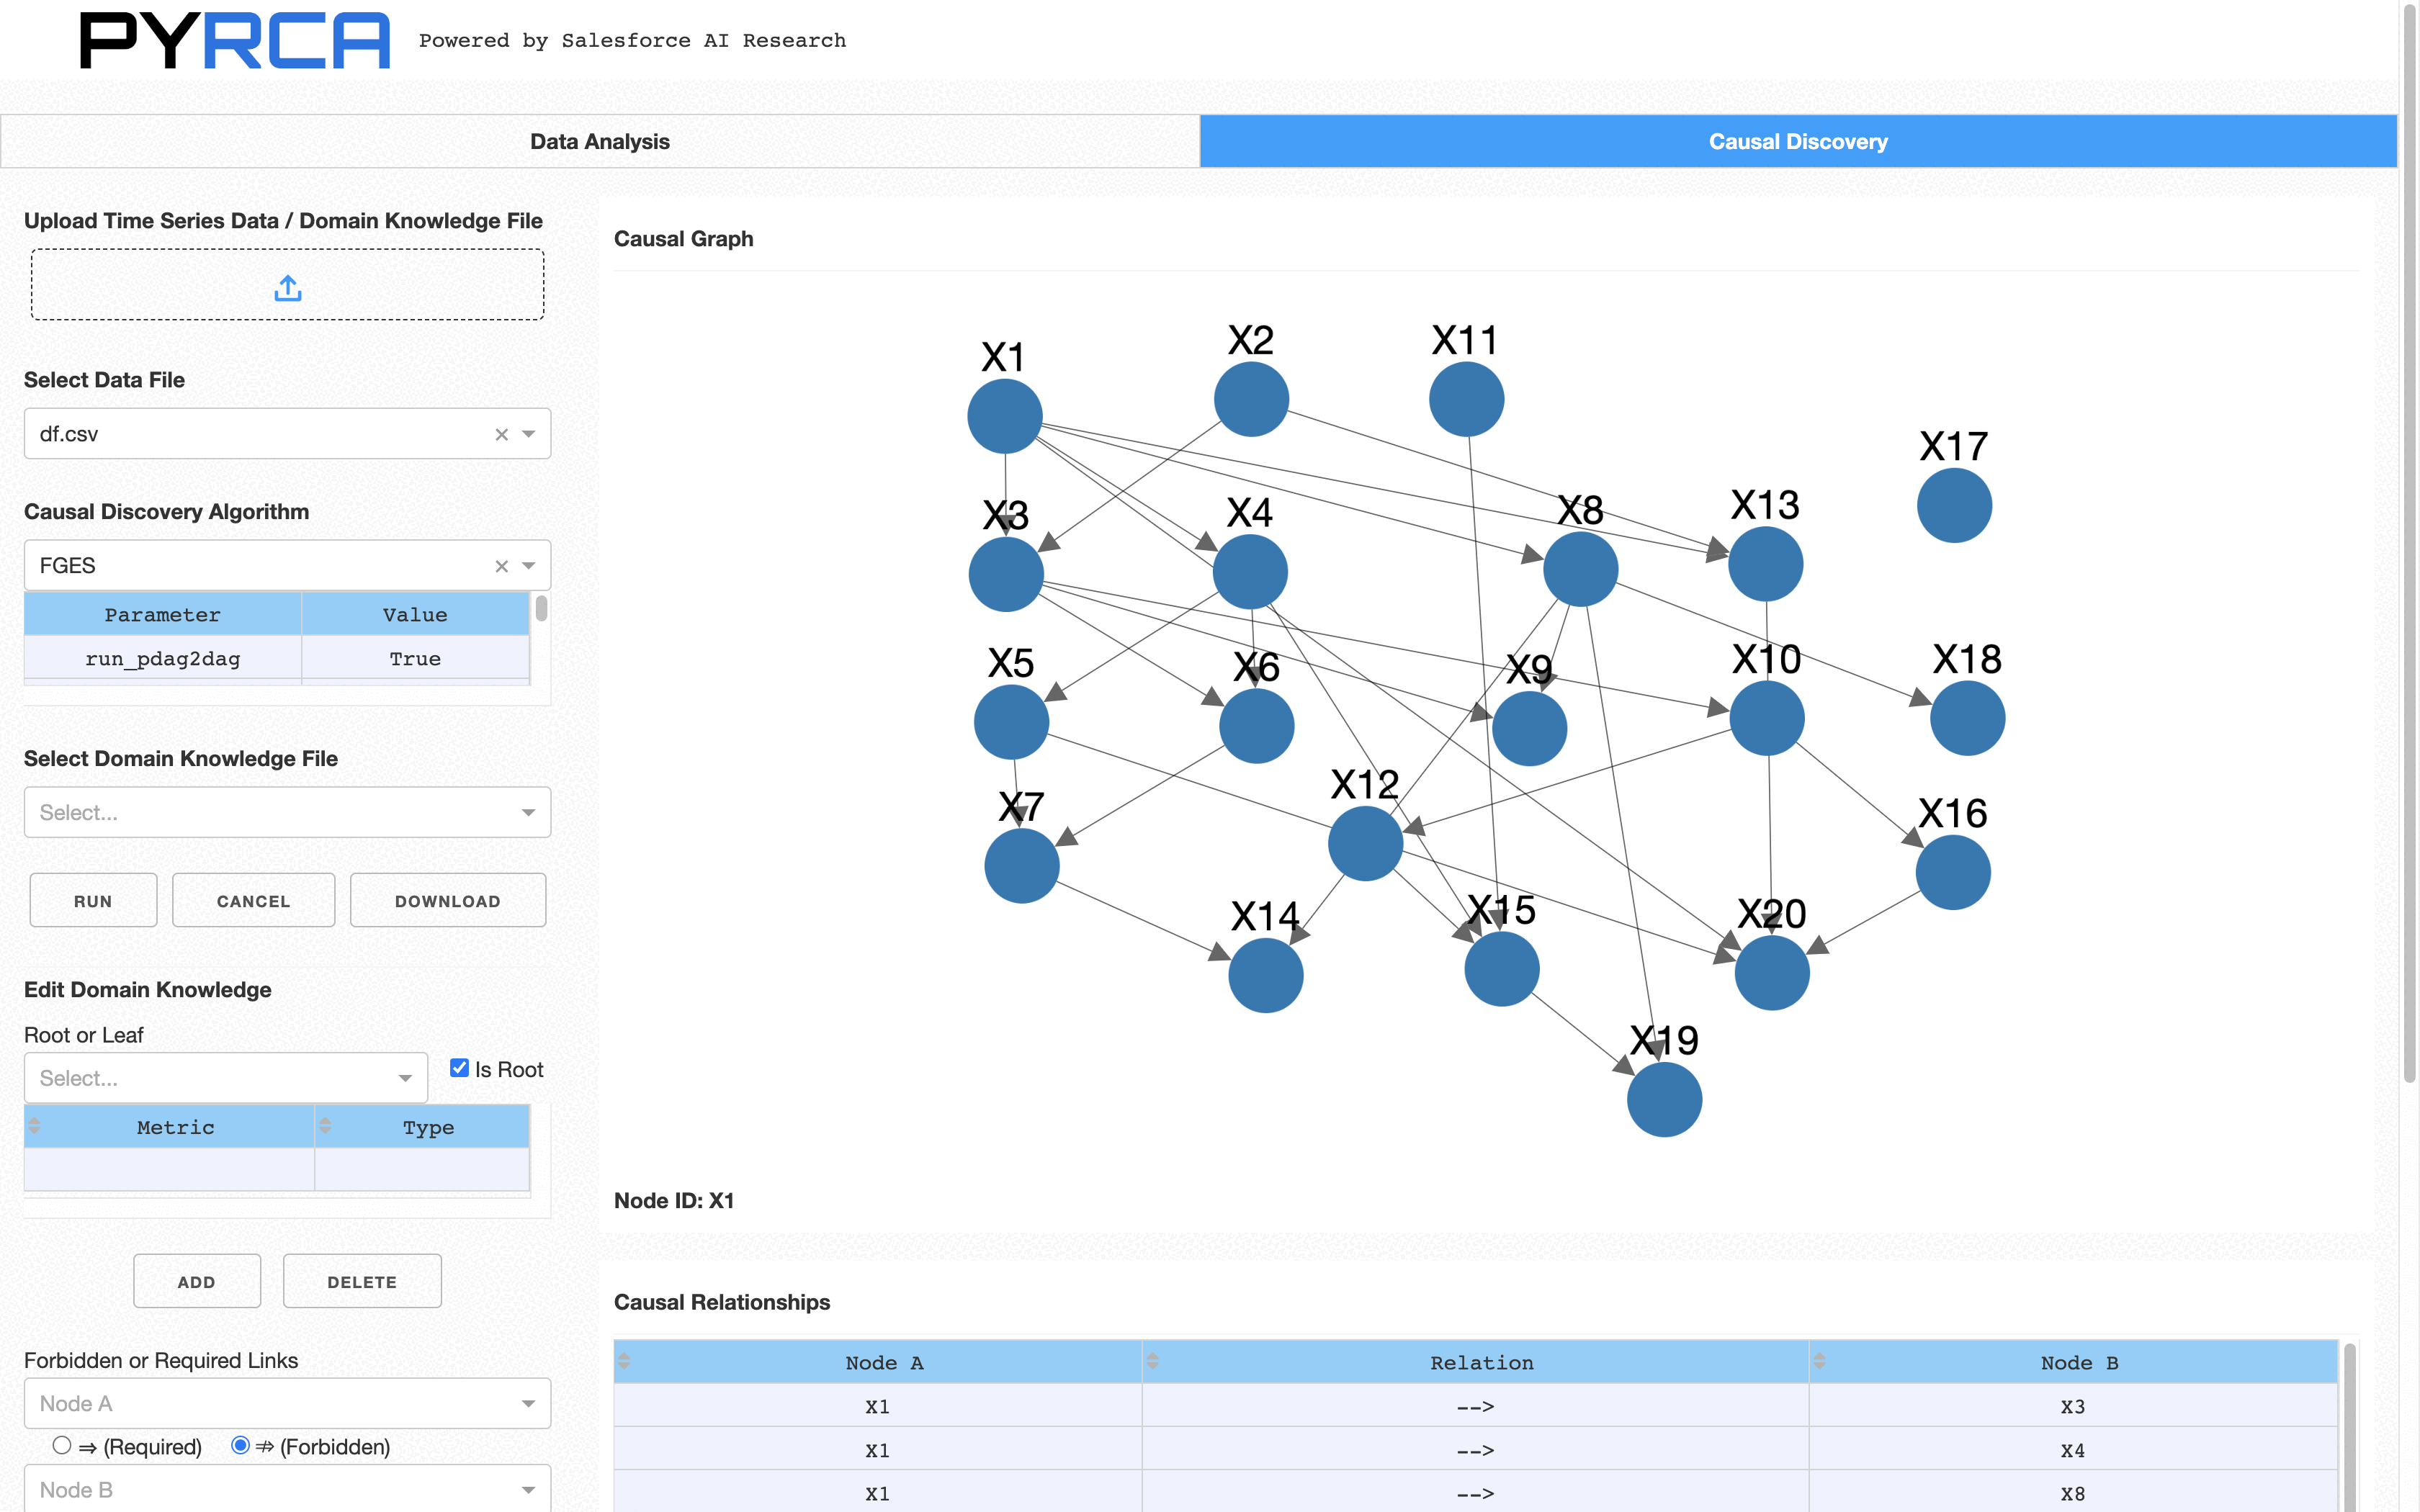 PYRCA Powered by Salesforce AI Research
Data Analysis
Causal Discovery
Upload Time Series Data / Domain Knowledge File
Select Data File
df.csv
Causal Discovery Algorithm
FGES
Parameter Value
run_pdag2dag True
Select Domain Knowledge File
Select...
RUN CANCEL DOWNLOAD
Edit Domain Knowledge
Root or Leaf
Select... Is Root
Metric Type
ADD DELETE
Forbidden or Required Links
Node A
⇒ (Required) ⇏ (Forbidden)
Node B
Causal Graph
X1 X2 X11
X17
X3 X4 X8 X13
X5 X6 X9 X10 X18
X7 X12 X16
X14 X15 X20
X19
Node ID: X1
Causal Relationships
Node A Relation Node B
X1 --> X3
X1 --> X4
X1 --> X8